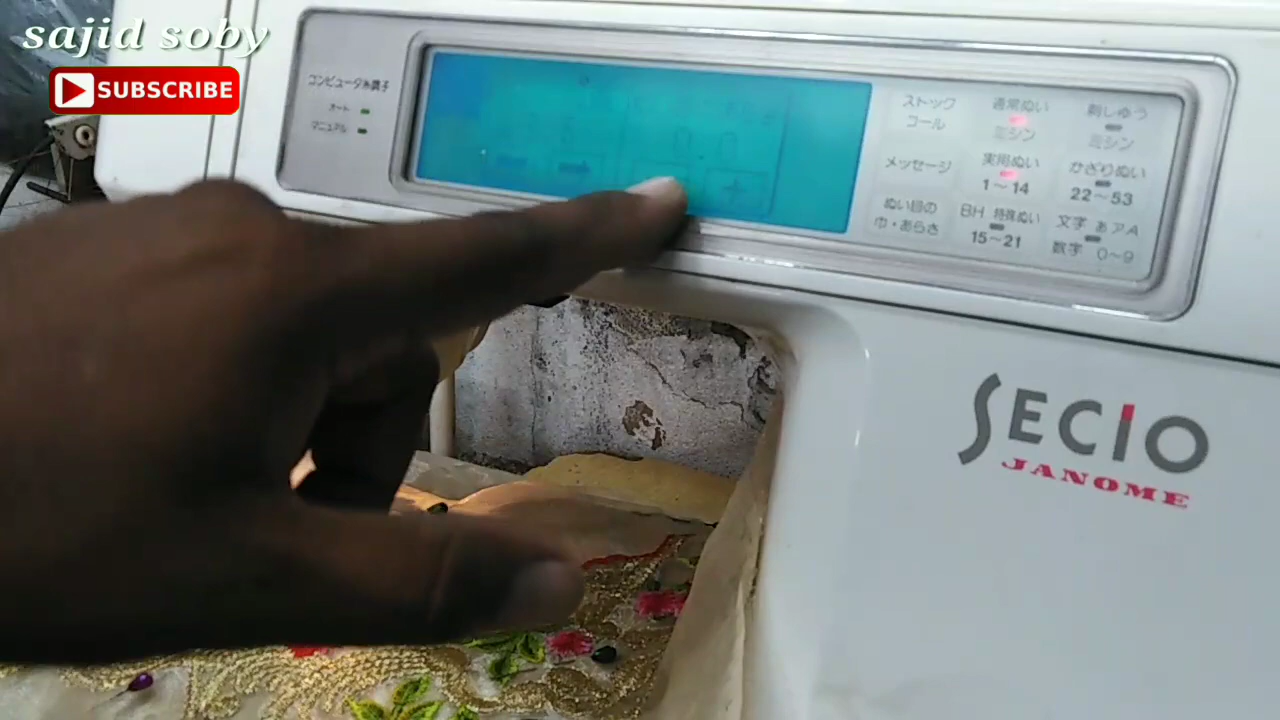 sajid soby
SUBSCRIBE
コンピュータ糸調子
オート
マニュアル
ストック
コール
通常ぬい
ミシン
刺しゅう
ミシン
メッセージ
実用ぬい
1〜14
かざりぬい
22〜53
ぬい目の
巾・あらさ
BH 特殊ぬい
15〜21
文字 あアA
数字 0〜9
SECIO
JANOME